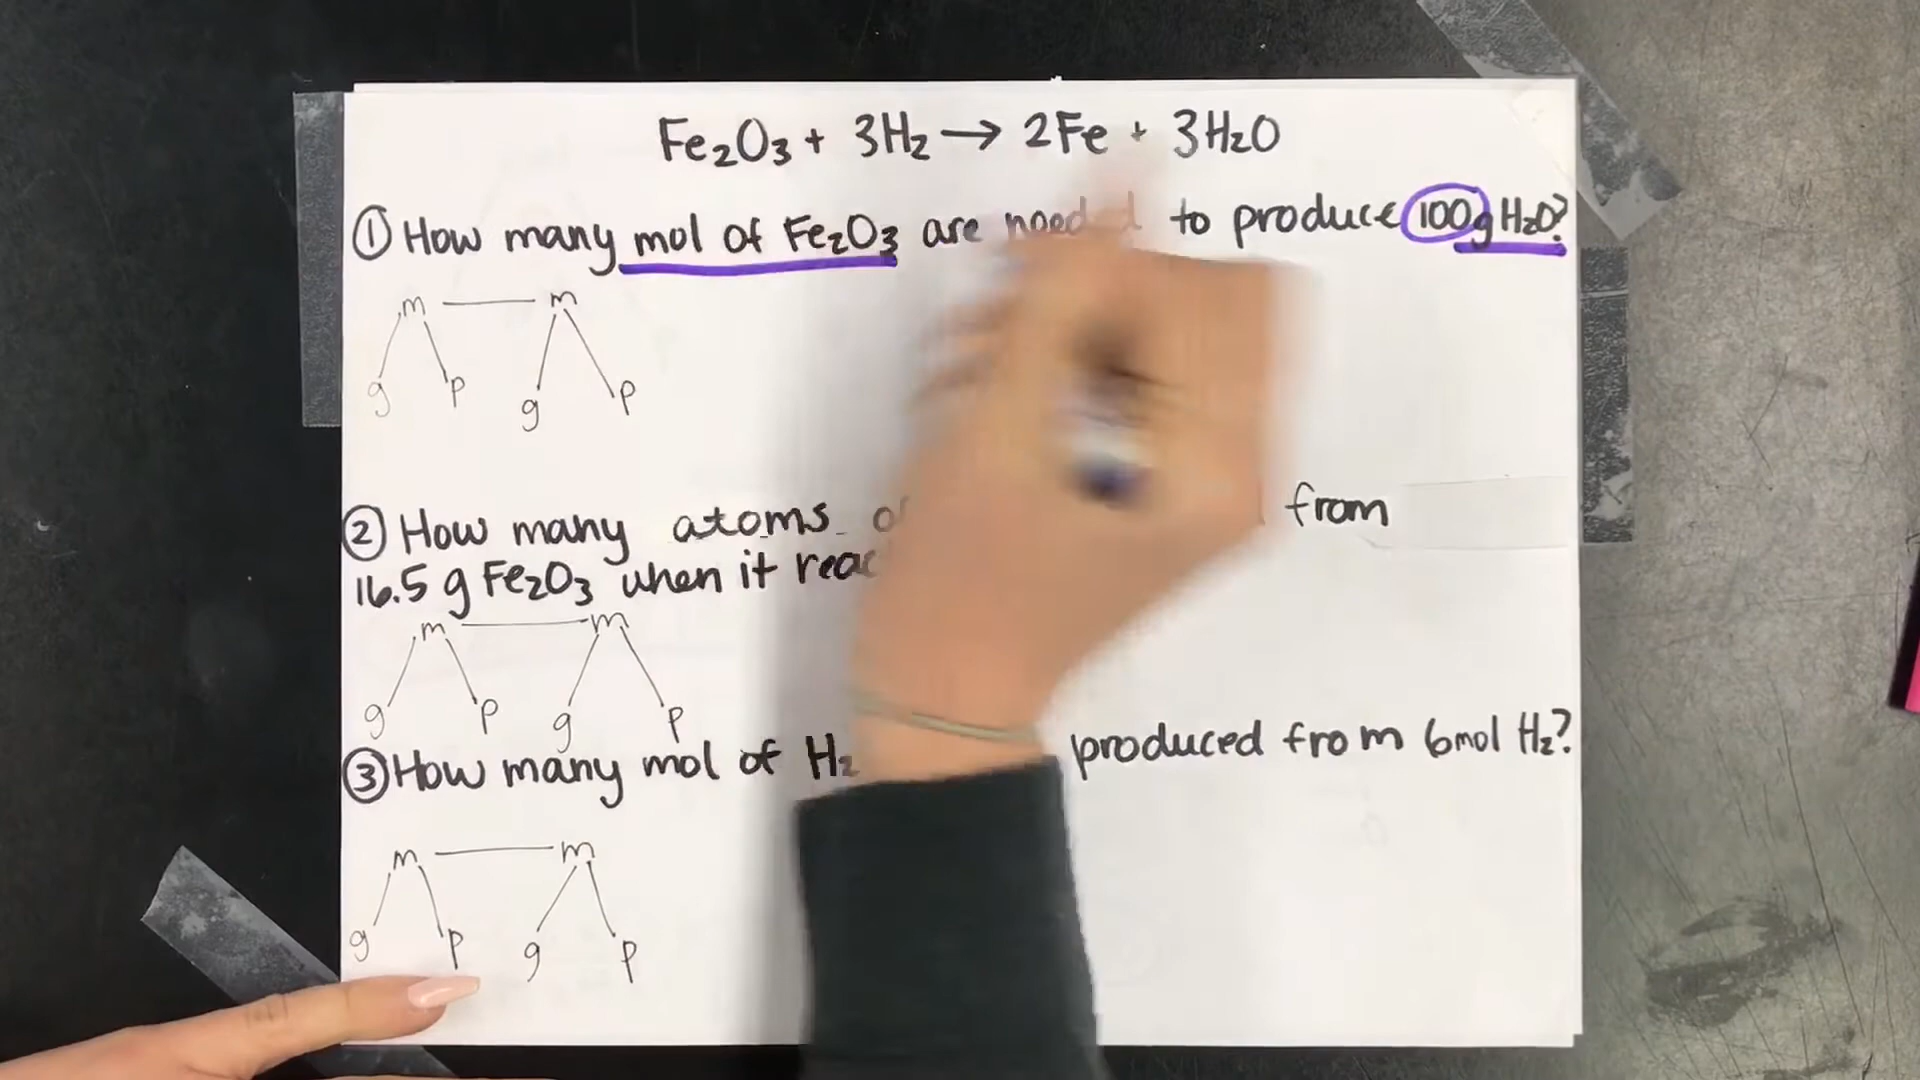 Fe₂O₃ + 3H₂ → 2Fe + 3H₂O
① How many mol of Fe₂O₃ are to produce 100g H₂O?
m m
g p g p
② How many atoms from
16.5 g Fe₂O₃ when it
m m
g p g p
③ How many mol of produced from 6mol H₂?
m m
g p g p